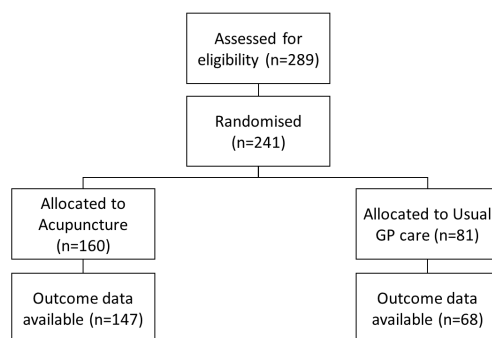 Assessed for
eligibility (n=289)
Randomised
(n=241)
Allocated to
Acupuncture
(n=160)
Allocated to Usual
GP care (n=81)
Outcome data
available (n=147)
Outcome data
available (n=68)